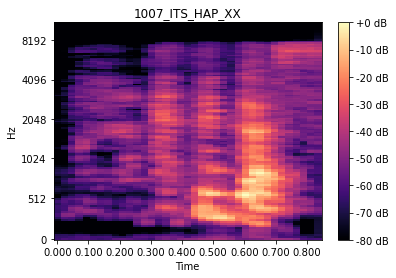 1007_ITS_HAP_XX
Hz
8192
4096
2048
1024
512
0
0.000 0.100 0.200 0.300 0.400 0.500 0.600 0.700 0.800
Time
+0 dB
-10 dB
-20 dB
-30 dB
-40 dB
-50 dB
-60 dB
-70 dB
-80 dB